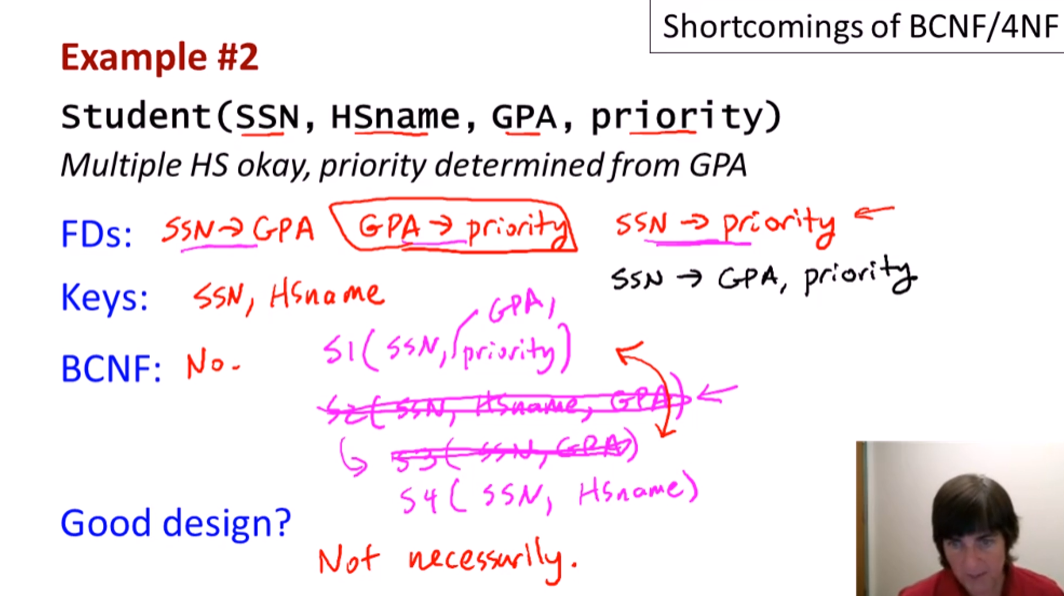 Shortcomings of BCNF/4NF
Example #2
Student(SSN, HSname, GPA, priority)
Multiple HS okay, priority determined from GPA
FDs: SSN → GPA GPA → priority SSN → priority ←
SSN → GPA, priority
Keys: SSN, HSname
GPA,
BCNF: No. S1(SSN, priority)
S2(SSN, HSname, GPA) ←
S3(SSN, GPA)
S4(SSN, HSname)
Good design?
Not necessarily.